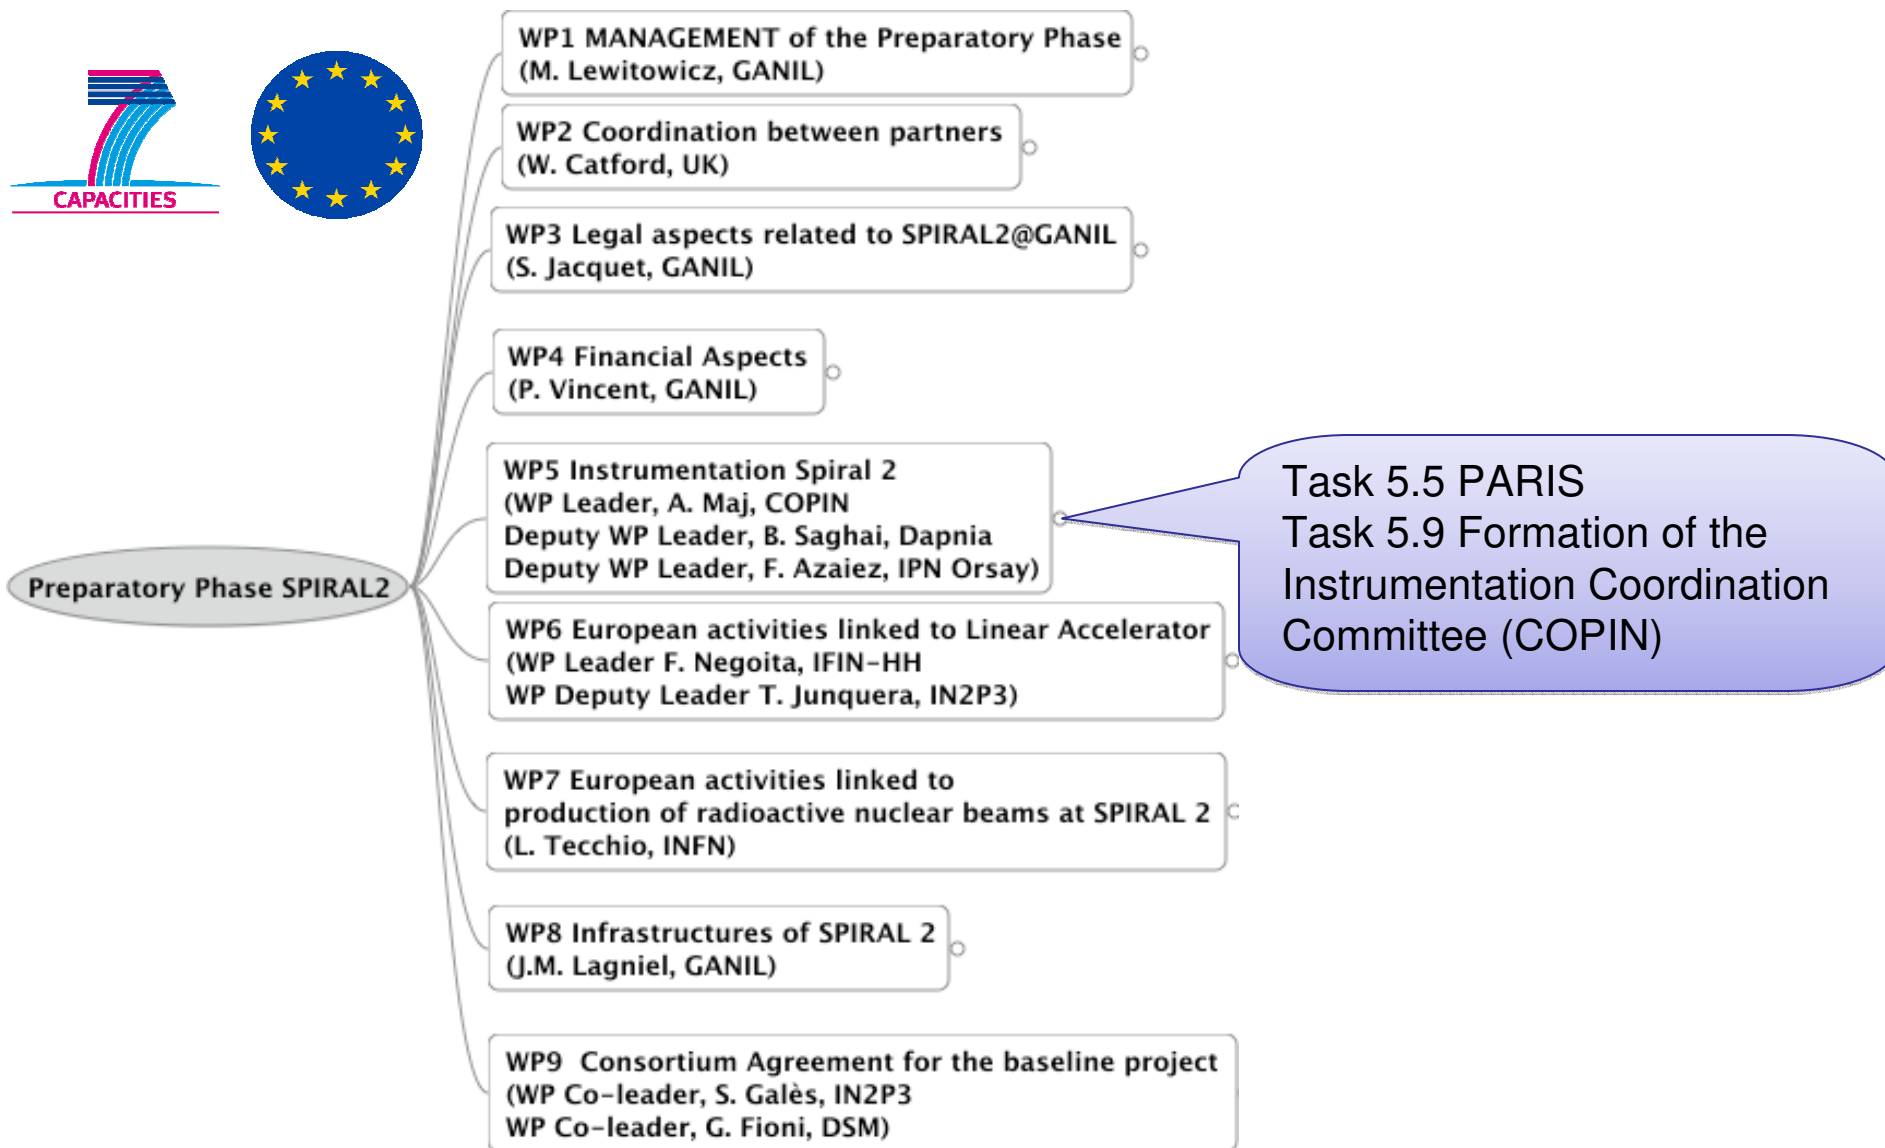 CAPACITIES
WP1 MANAGEMENT of the Preparatory Phase
(M. Lewitowicz, GANIL)
WP2 Coordination between partners
(W. Catford, UK)
WP3 Legal aspects related to SPIRAL2@GANIL
(S. Jacquet, GANIL)
WP4 Financial Aspects
(P. Vincent, GANIL)
WP5 Instrumentation Spiral 2
(WP Leader, A. Maj, COPIN
Deputy WP Leader, B. Saghai, Dapnia
Deputy WP Leader, F. Azaiez, IPN Orsay)
Task 5.5 PARIS
Task 5.9 Formation of the
Instrumentation Coordination
Committee (COPIN)
Preparatory Phase SPIRAL2
WP6 European activities linked to Linear Accelerator
(WP Leader F. Negoita, IFIN-HH
WP Deputy Leader T. Junquera, IN2P3)
WP7 European activities linked to
production of radioactive nuclear beams at SPIRAL 2
(L. Tecchio, INFN)
WP8 Infrastructures of SPIRAL 2
(J.M. Lagniel, GANIL)
WP9 Consortium Agreement for the baseline project
(WP Co-leader, S. Galès, IN2P3
WP Co-leader, G. Fioni, DSM)